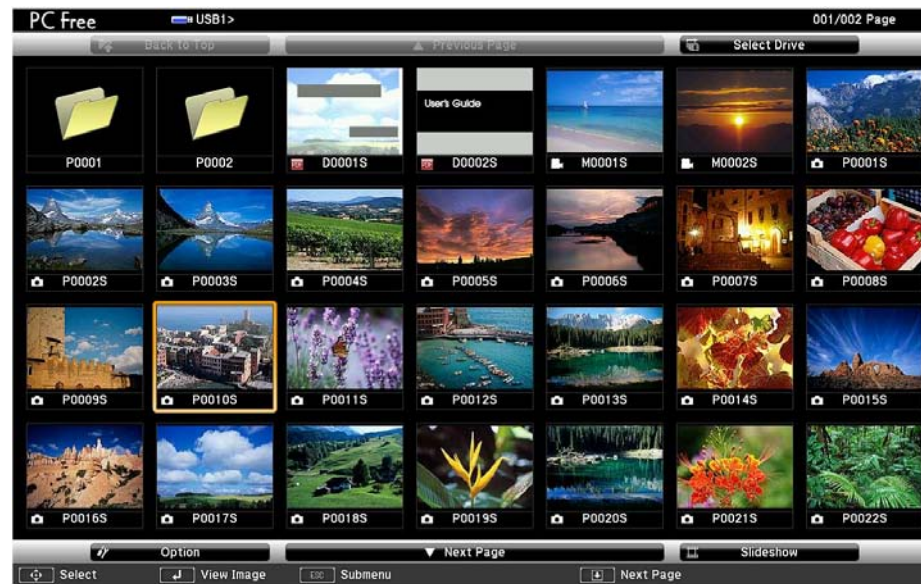 PC Free USB1> 001/002 Page
Back to Top Previous Page Select Drive
User's Guide
P0001 P0002 D0001S D0002S M0001S M0002S P0001S
P0002S P0003S P0004S P0005S P0006S P0007S P0008S
P0009S P0010S P0011S P0012S P0013S P0014S P0015S
P0016S P0017S P0018S P0019S P0020S P0021S P0022S
Option Next Page Slideshow
Select View Image ESC Submenu Next Page